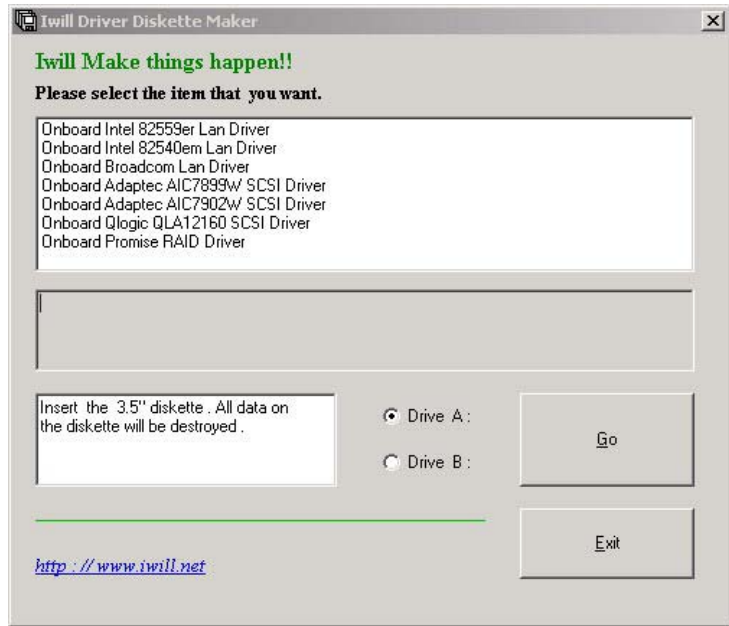 Iwill Driver Diskette Maker
Iwill Make things happen!!
Please select the item that you want.
Onboard Intel 82559er Lan Driver
Onboard Intel 82540em Lan Driver
Onboard Broadcom Lan Driver
Onboard Adaptec AIC7899W SCSI Driver
Onboard Adaptec AIC7902W SCSI Driver
Onboard Qlogic QLA12160 SCSI Driver
Onboard Promise RAID Driver
Insert the 3.5" diskette . All data on
the diskette will be destroyed .
Drive A :
Drive B :
Go
Exit
http : // www.iwill.net